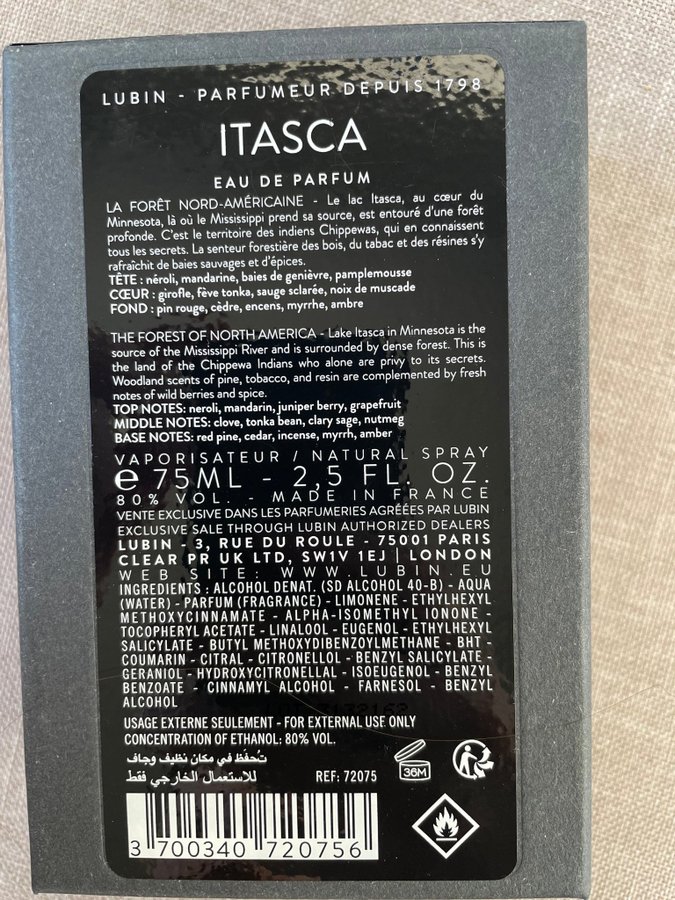 LUBIN - PARFUMEUR DEPUIS 1798
ITASCA
EAU DE PARFUM
LA FORÊT NORD-AMÉRICAINE - Le lac Itasca, au cœur du
Minnesota, là où le Mississippi prend sa source, est entouré d'une forêt
profonde. C'est le territoire des indiens Chippewas, qui en connaissent
tous les secrets. La senteur forestière des bois, du tabac et des résines s'y
rafraîchit de baies sauvages et d'épices.
TÊTE : néroli, mandarine, baies de genièvre, pamplemousse
CŒUR : girofle, fève tonka, sauge sclarée, noix de muscade
FOND : pin rouge, cèdre, encens, myrrhe, ambre
THE FOREST OF NORTH AMERICA - Lake Itasca in Minnesota is the
source of the Mississippi River and is surrounded by dense forest. This is
the land of the Chippewa Indians who alone are privy to its secrets.
Woodland scents of pine, tobacco, and resin are complemented by fresh
notes of wild berries and spice.
TOP NOTES: neroli, mandarin, juniper berry, grapefruit
MIDDLE NOTES: clove, tonka bean, clary sage, nutmeg
BASE NOTES: red pine, cedar, incense, myrrh, amber
VAPORISATEUR / NATURAL SPRAY
℮ 75ML - 2,5 FL. OZ.
80% VOL. - MADE IN FRANCE
VENTE EXCLUSIVE DANS LES PARFUMERIES AGRÉÉES PAR LUBIN
EXCLUSIVE SALE THROUGH LUBIN AUTHORIZED DEALERS
LUBIN - 3, RUE DU ROULE - 75001 PARIS
CLEAR PR UK LTD, SW1V 1EJ | LONDON
WEB SITE: WWW.LUBIN.EU
INGREDIENTS : ALCOHOL DENAT. (SD ALCOHOL 40-B) - AQUA
(WATER) - PARFUM (FRAGRANCE) - LIMONENE - ETHYLHEXYL
METHOXYCINNAMATE - ALPHA-ISOMETHYL IONONE -
TOCOPHERYL ACETATE - LINALOOL - EUGENOL - ETHYLHEXYL
SALICYLATE - BUTYL METHOXYDIBENZOYLMETHANE - BHT -
COUMARIN - CITRAL - CITRONELLOL - BENZYL SALICYLATE -
GERANIOL - HYDROXYCITRONELLAL - ISOEUGENOL - BENZYL
BENZOATE - CINNAMYL ALCOHOL - FARNESOL - BENZYL
ALCOHOL
USAGE EXTERNE SEULEMENT - FOR EXTERNAL USE ONLY
CONCENTRATION OF ETHANOL: 80% VOL.
تُحفَظ في مكان نظيف وجاف
للاستعمال الخارجي فقط
REF: 72075
36M
3 700340 720756